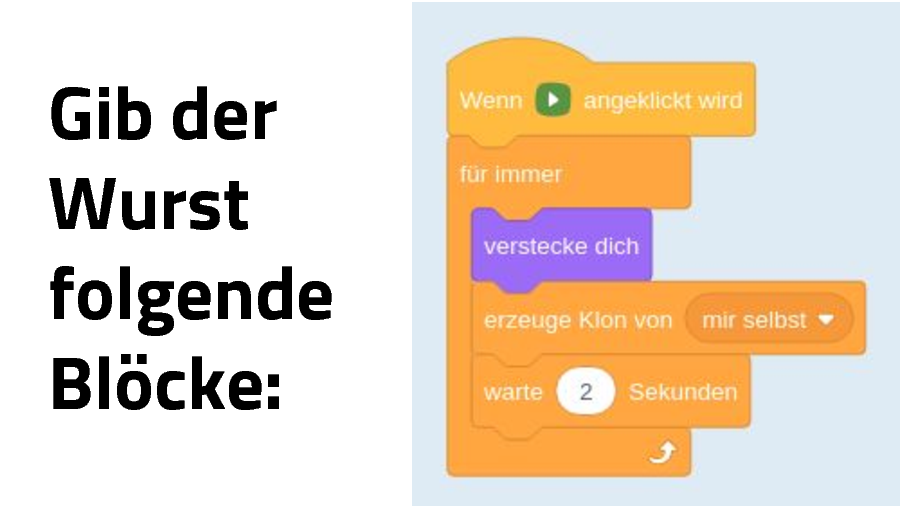 Gib der
Wurst
folgende
Blöcke:
Wenn angeklickt wird
für immer
verstecke dich
erzeuge Klon von mir selbst
warte 2 Sekunden